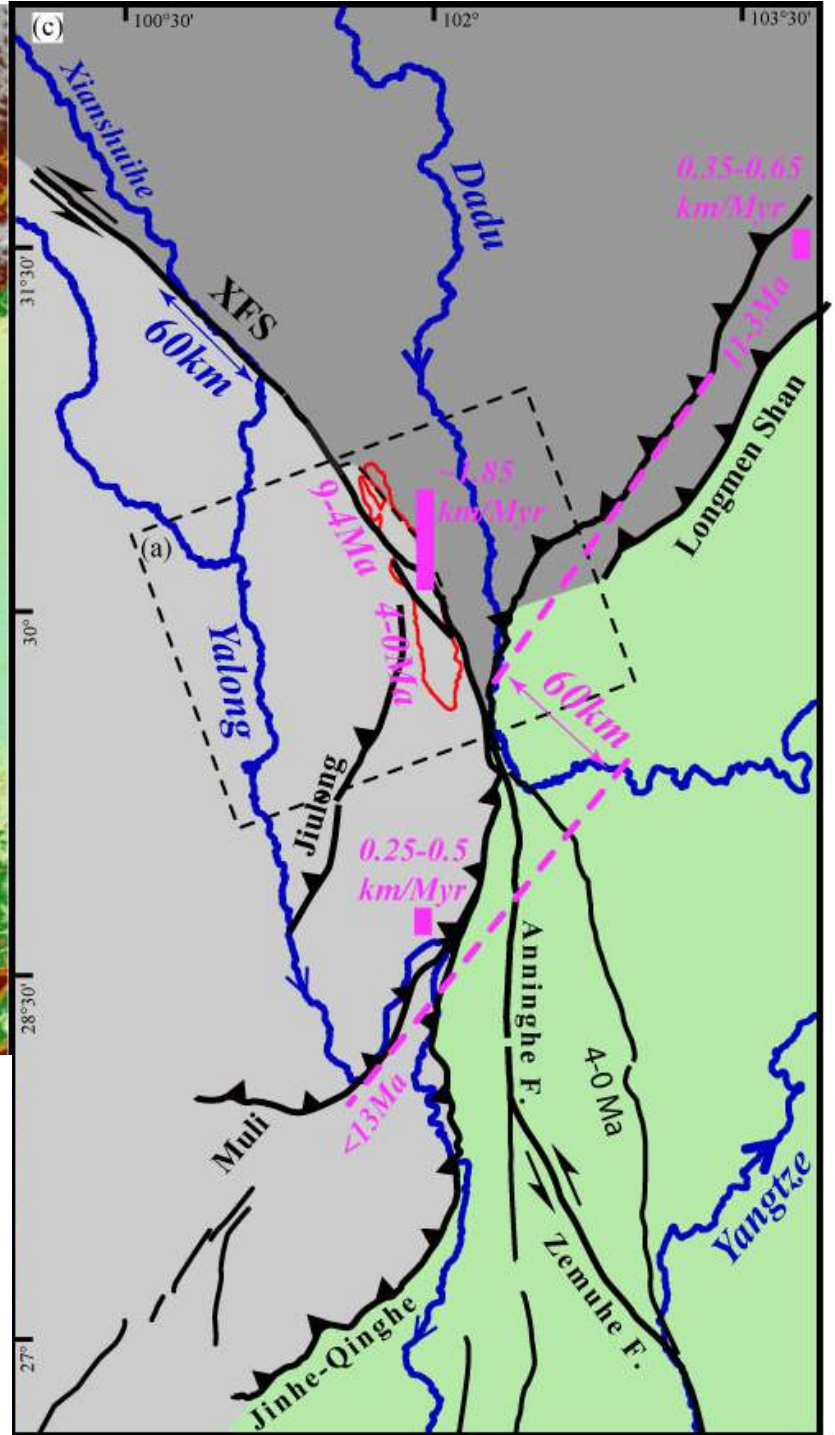 (c)
100°30'
102°
103°30'
Xianshuihe
Dadu
0.35-0.65
km/Myr
31°30'
XFS
60km
11-3Ma
Longmen Shan
~1.85
km/Myr
9-4Ma
(a)
4-0Ma
30°
Yalong
60km
Jiulong
0.25-0.5
km/Myr
Anninghe F.
28°30'
4-0 Ma
<13Ma
Muli
Yangtze
Zemuhe F.
Jinhe-Qinghe
27°